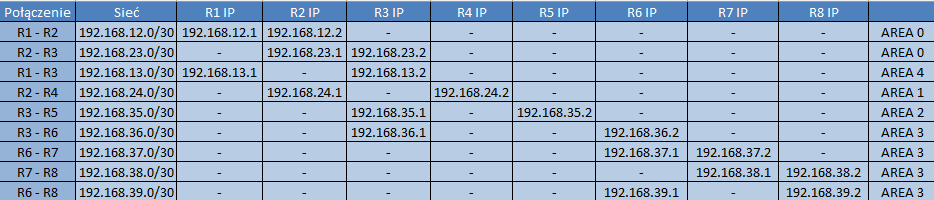 Połączenie Sieć R1 IP R2 IP R3 IP R4 IP R5 IP R6 IP R7 IP R8 IP
R1 - R2 192.168.12.0/30 192.168.12.1 192.168.12.2 - - - - - - AREA 0
R2 - R3 192.168.23.0/30 - 192.168.23.1 192.168.23.2 - - - - - AREA 0
R1 - R3 192.168.13.0/30 192.168.13.1 - 192.168.13.2 - - - - - AREA 4
R2 - R4 192.168.24.0/30 - 192.168.24.1 - 192.168.24.2 - - - - AREA 1
R3 - R5 192.168.35.0/30 - - 192.168.35.1 - 192.168.35.2 - - - AREA 2
R3 - R6 192.168.36.0/30 - - 192.168.36.1 - - 192.168.36.2 - - AREA 3
R6 - R7 192.168.37.0/30 - - - - - 192.168.37.1 192.168.37.2 - AREA 3
R7 - R8 192.168.38.0/30 - - - - - - 192.168.38.1 192.168.38.2 AREA 3
R6 - R8 192.168.39.0/30 - - - - - 192.168.39.1 - 192.168.39.2 AREA 3